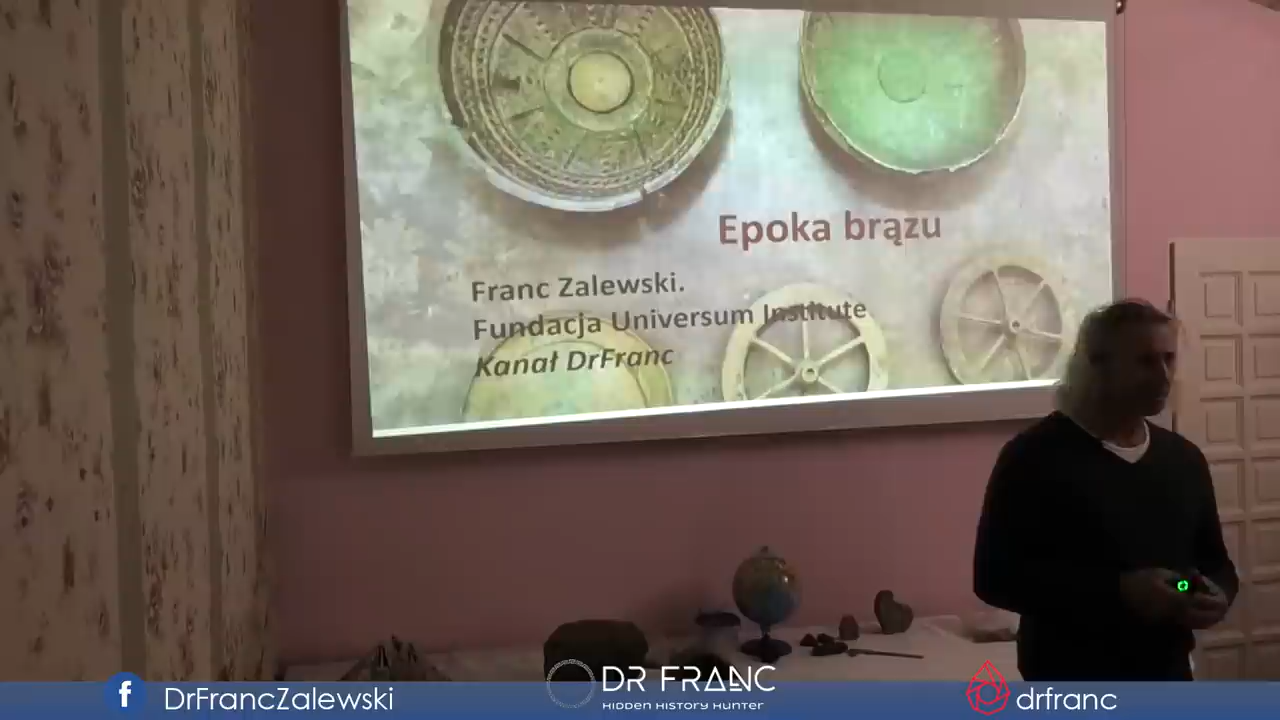 Epoka brązu
Franc Zalewski.
Fundacja Universum Institute
Kanał DrFranc
f DrFrancZalewski
DR FRANC
HIDDEN HISTORY HUNTER
drfranc